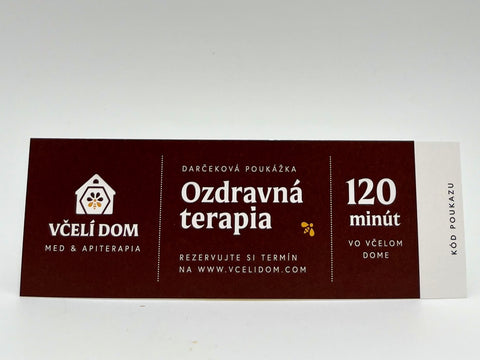 VČELÍ DOM
MED & APITERAPIA
DARČEKOVÁ POUKÁŽKA
Ozdravná
terapia
REZERVUJTE SI TERMÍN
NA WWW.VCELIDOM.COM
120
minút
VO VČELOM
DOME
KÓD POUKAZU